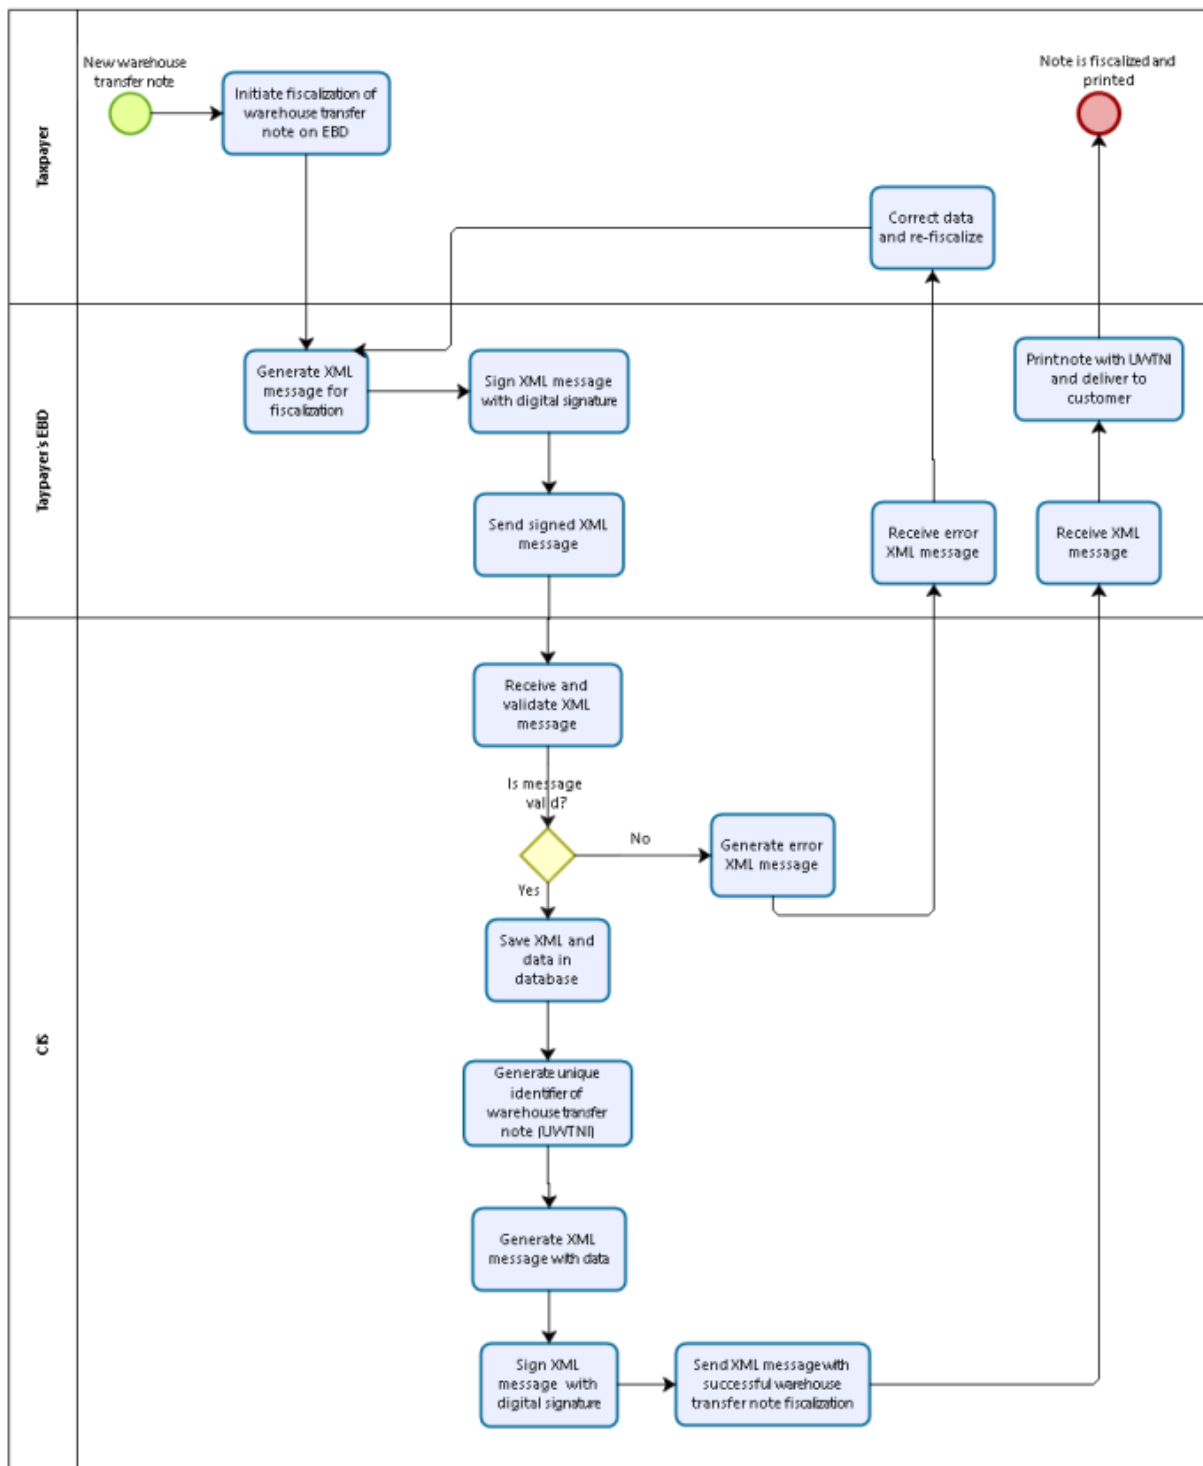 Taxpayer
New warehouse
transfer note
Initiate fiscalization of
warehouse transfer
note on EBD
Note is fiscalized and
printed
Correct data
and re-fiscalize
Taypayer's EBD
Generate XML
message for
fiscalization
Sign XML message
with digital signature
Print note with UWTNI
and deliver to
customer
Send signed XML
message
Receive error
XML message
Receive XML
message
CIS
Receive and
validate XML
message
Is message
valid?
No
Generate error
XML message
Yes
Save XML and
data in
database
Generate unique
identifier of
warehouse transfer
note (UWTNI)
Generate XML
message with data
Sign XML
message with
digital signature
Send XML message with
successful warehouse
transfer note fiscalization